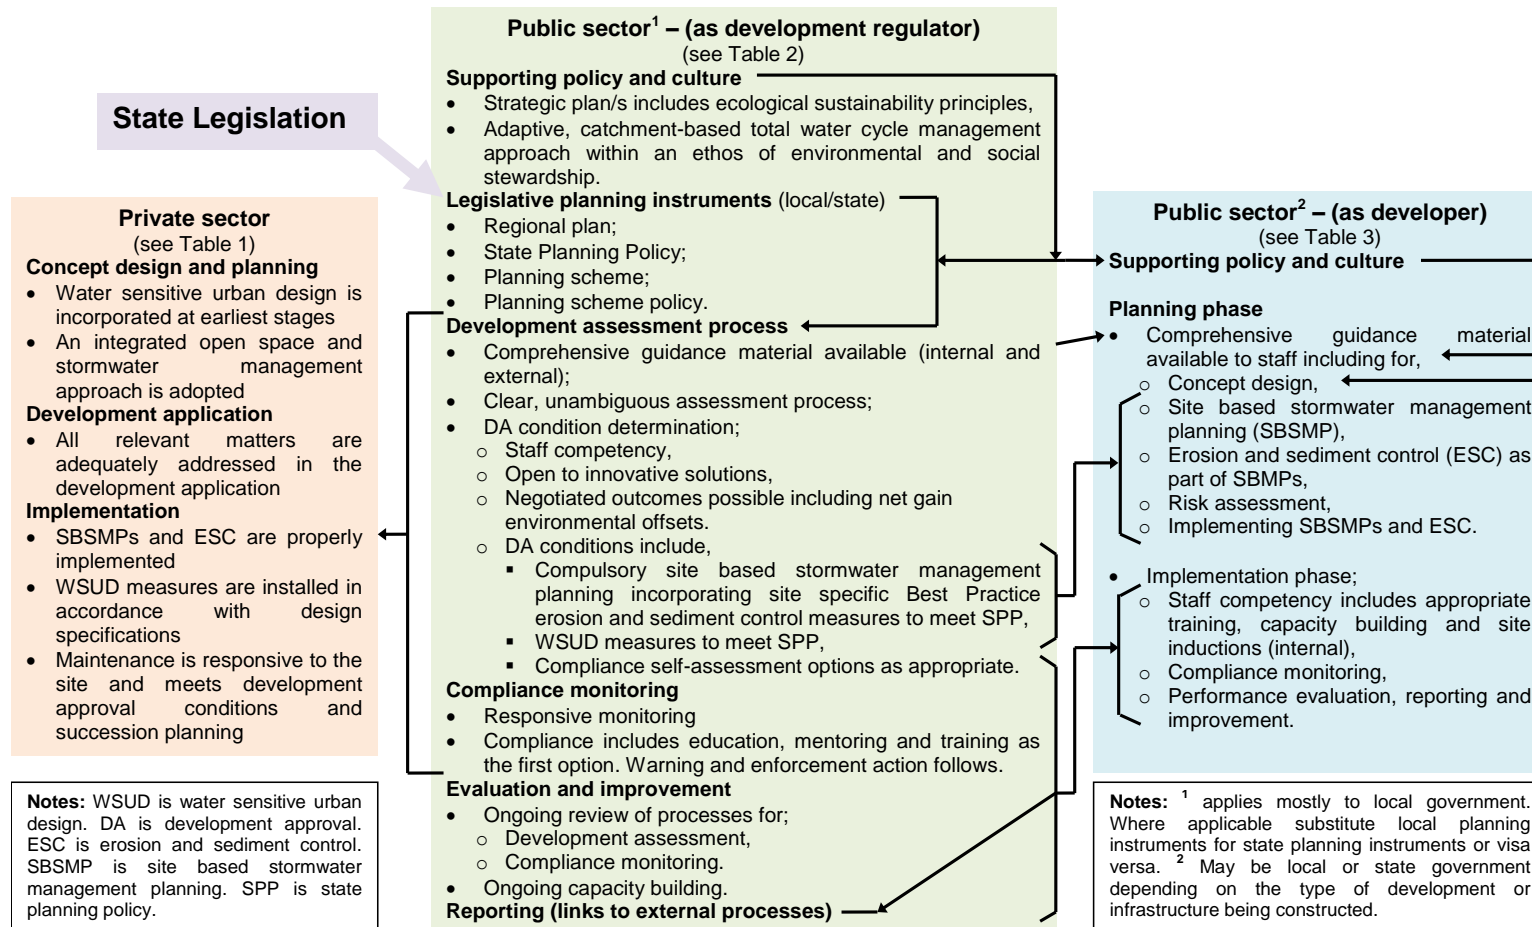 State Legislation
Private sector
(see Table 1)
Concept design and planning
• Water sensitive urban design is
incorporated at earliest stages
• An integrated open space and
stormwater management
approach is adopted
Development application
• All relevant matters are
adequately addressed in the
development application
Implementation
• SBSMPs and ESC are properly
implemented
• WSUD measures are installed in
accordance with design
specifications
• Maintenance is responsive to the
site and meets development
approval conditions and
succession planning
Notes: WSUD is water sensitive urban
design. DA is development approval.
ESC is erosion and sediment control.
SBSMP is site based stormwater
management planning. SPP is state
planning policy.
Public sector¹ – (as development regulator)
(see Table 2)
Supporting policy and culture
• Strategic plan/s includes ecological sustainability principles,
• Adaptive, catchment-based total water cycle management
approach within an ethos of environmental and social
stewardship.
Legislative planning instruments (local/state)
• Regional plan;
• State Planning Policy;
• Planning scheme;
• Planning scheme policy.
Development assessment process
• Comprehensive guidance material available (internal and
external);
• Clear, unambiguous assessment process;
• DA condition determination;
o Staff competency,
o Open to innovative solutions,
o Negotiated outcomes possible including net gain
environmental offsets.
o DA conditions include,
▪ Compulsory site based stormwater management
planning incorporating site specific Best Practice
erosion and sediment control measures to meet SPP,
▪ WSUD measures to meet SPP,
▪ Compliance self-assessment options as appropriate.
Compliance monitoring
• Responsive monitoring
• Compliance includes education, mentoring and training as
the first option. Warning and enforcement action follows.
Evaluation and improvement
• Ongoing review of processes for;
o Development assessment,
o Compliance monitoring.
• Ongoing capacity building.
Reporting (links to external processes)
Public sector² – (as developer)
(see Table 3)
Supporting policy and culture
Planning phase
• Comprehensive guidance material
available to staff including for,
o Concept design,
o Site based stormwater management
planning (SBSMP),
o Erosion and sediment control (ESC) as
part of SBMPs,
o Risk assessment,
o Implementing SBSMPs and ESC.
• Implementation phase;
o Staff competency includes appropriate
training, capacity building and site
inductions (internal),
o Compliance monitoring,
o Performance evaluation, reporting and
improvement.
Notes: ¹ applies mostly to local government.
Where applicable substitute local planning
instruments for state planning instruments or visa
versa. ² May be local or state government
depending on the type of development or
infrastructure being constructed.